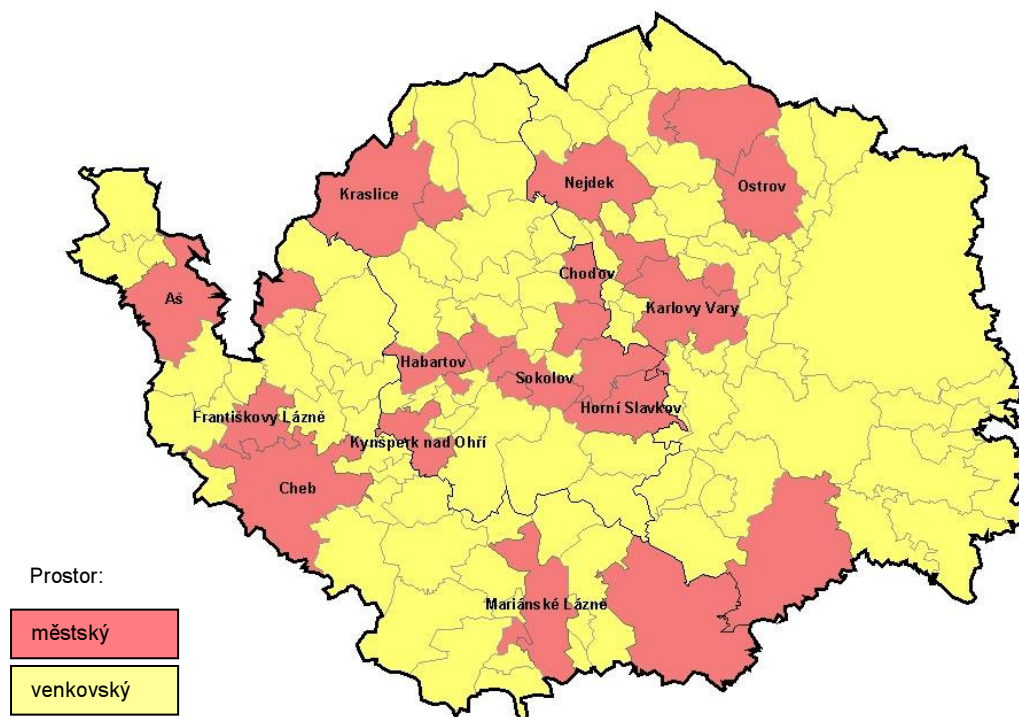 Nejdek
Ostrov
Kraslice
Chodov
Aš
Karlovy Vary
Habartov
Sokolov
Horní Slavkov
Františkovy Lázně
Kynšperk nad Ohří
Cheb
Mariánské Lázně
Prostor:
městský
venkovský